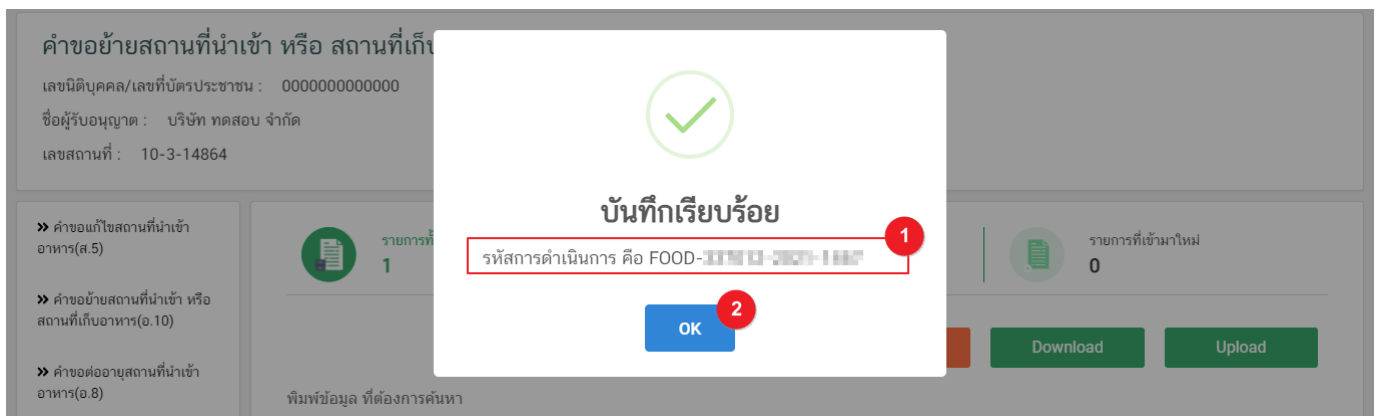 คำขอย้ายสถานที่นำเข้า หรือ สถานที่เก็บ
เลขนิติบุคคล/เลขที่บัตรประชาชน : 0000000000000
ชื่อผู้รับอนุญาต : บริษัท ทดสอบ จำกัด
เลขสถานที่ : 10-3-14864
บันทึกเรียบร้อย
1
รหัสการดำเนินการ คือ FOOD-
OK
2
» คำขอแก้ไขสถานที่นำเข้า
อาหาร(ส.5)
» คำขอย้ายสถานที่นำเข้า หรือ
สถานที่เก็บอาหาร(อ.10)
» คำขอต่ออายุสถานที่นำเข้า
อาหาร(อ.8)
รายการทั้
1
รายการที่เข้ามาใหม่
0
Download
Upload
พิมพ์ข้อมูล ที่ต้องการค้นหา